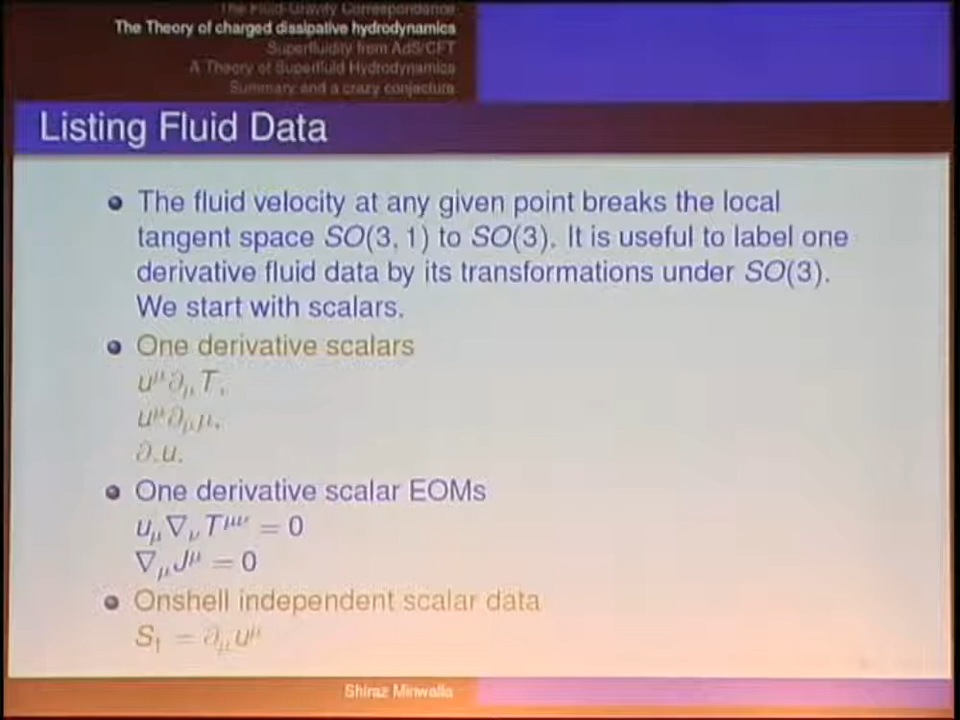 The Fluid-Gravity Correspondence
The Theory of charged dissipative hydrodynamics
Superfluidity from AdS/CFT
A Theory of Superfluid Hydrodynamics
Summary and a crazy conjecture
Listing Fluid Data
The fluid velocity at any given point breaks the local
tangent space SO(3, 1) to SO(3). It is useful to label one
derivative fluid data by its transformations under SO(3).
We start with scalars.
One derivative scalars
u^μ ∂_μ T,
u^μ ∂_μ μ,
∂.u.
One derivative scalar EOMs
u_μ ∇_ν T^{μν} = 0
∇_μ J^μ = 0
Onshell independent scalar data
S_1 = ∂_μ u^μ
Shiraz Minwalla